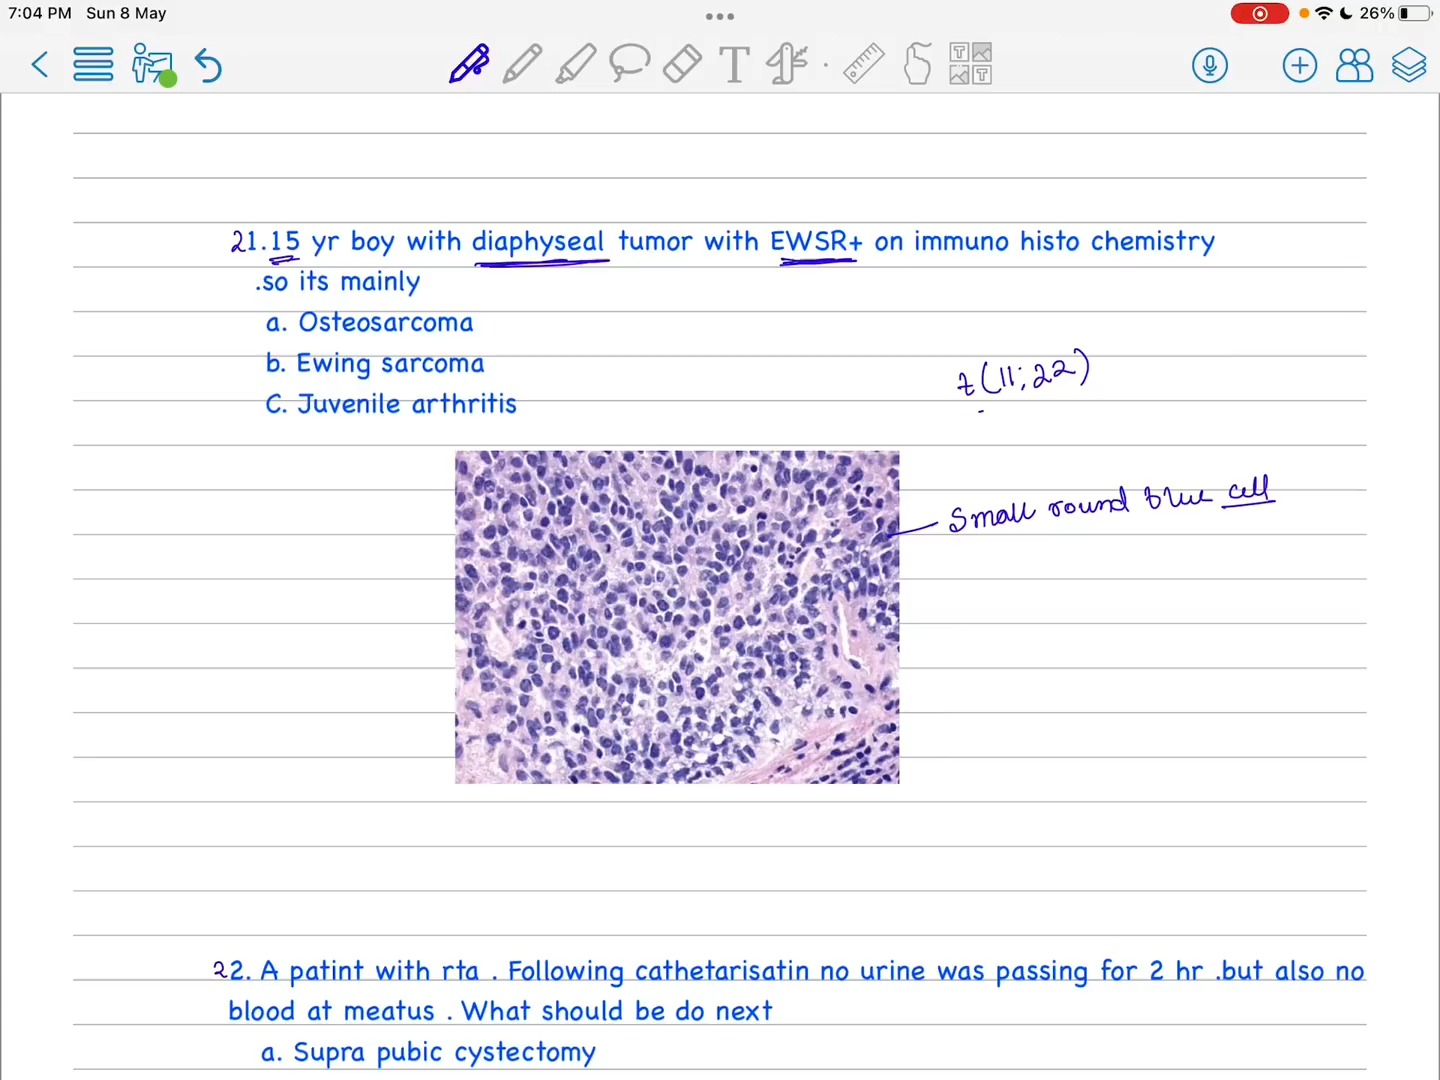 7:04 PM Sun 8 May
26%
21.15 yr boy with diaphyseal tumor with EWSR+ on immuno histo chemistry
.so its mainly
a. Osteosarcoma
b. Ewing sarcoma
t(11;22)
C. Juvenile arthritis
Small round blue cell
22. A patint with rta . Following cathetarisatin no urine was passing for 2 hr .but also no
blood at meatus . What should be do next
a. Supra pubic cystectomy